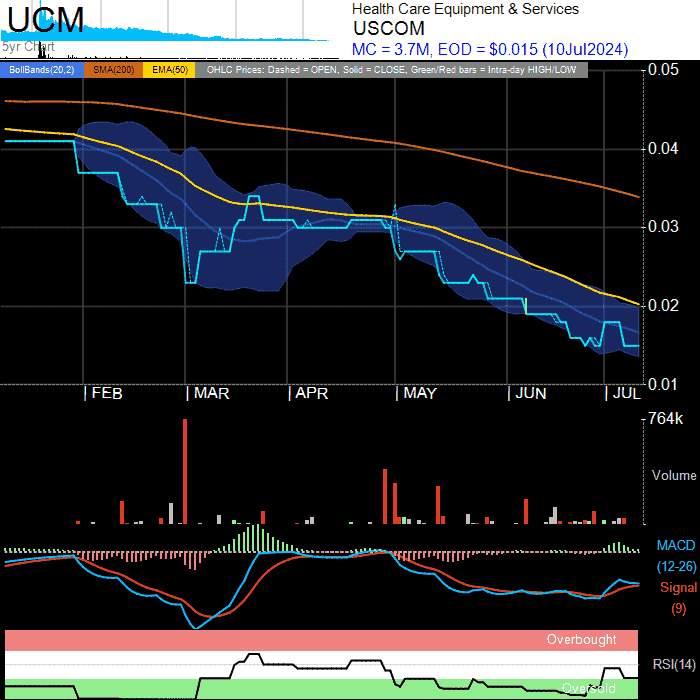 UCM
5yr Chart
Health Care Equipment & Services
USCOM
MC = 3.7M, EOD = $0.015 (10Jul2024)
BollBands(20,2) SMA(200) EMA(50) OHLC Prices: Dashed = OPEN, Solid = CLOSE, Green/Red bars = Intra-day HIGH/LOW
0.05
0.04
0.03
0.02
0.01
| FEB | MAR | APR | MAY | JUN | JUL
764k
Volume
MACD
(12-26)
Signal
(9)
Overbought
RSI(14)
Oversold